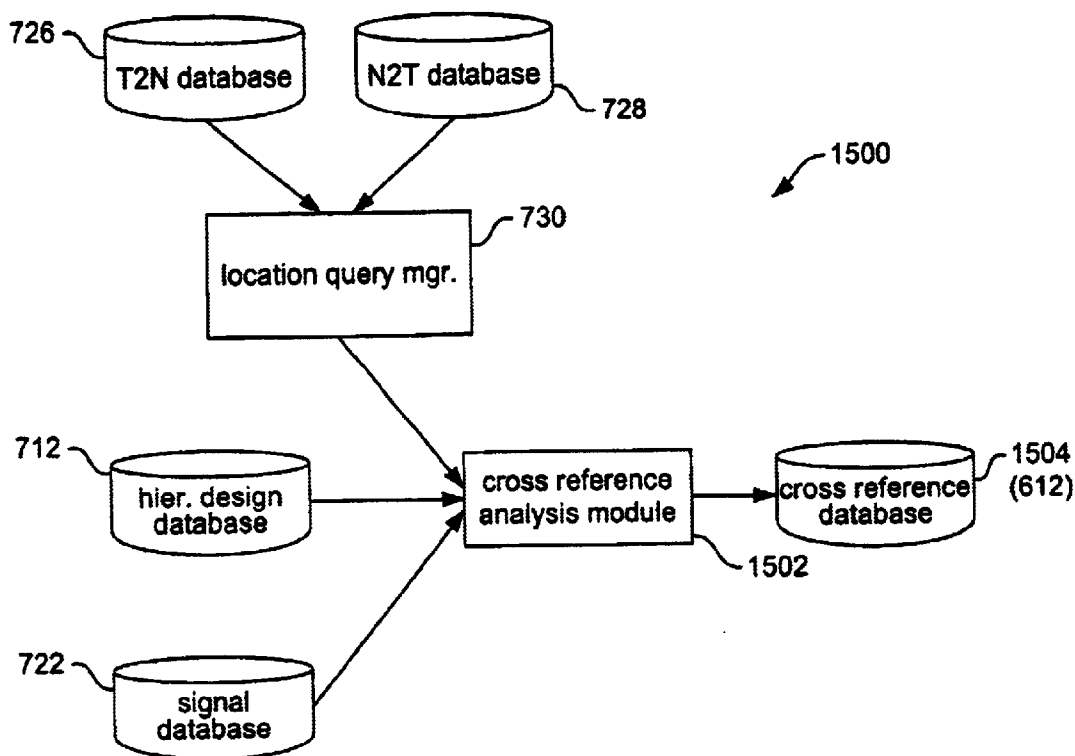 726
T2N database
N2T database
728
1500
730
location query mgr.
712
hier. design
database
cross reference
analysis module
1502
cross reference
database
1504
(612)
722
signal
database